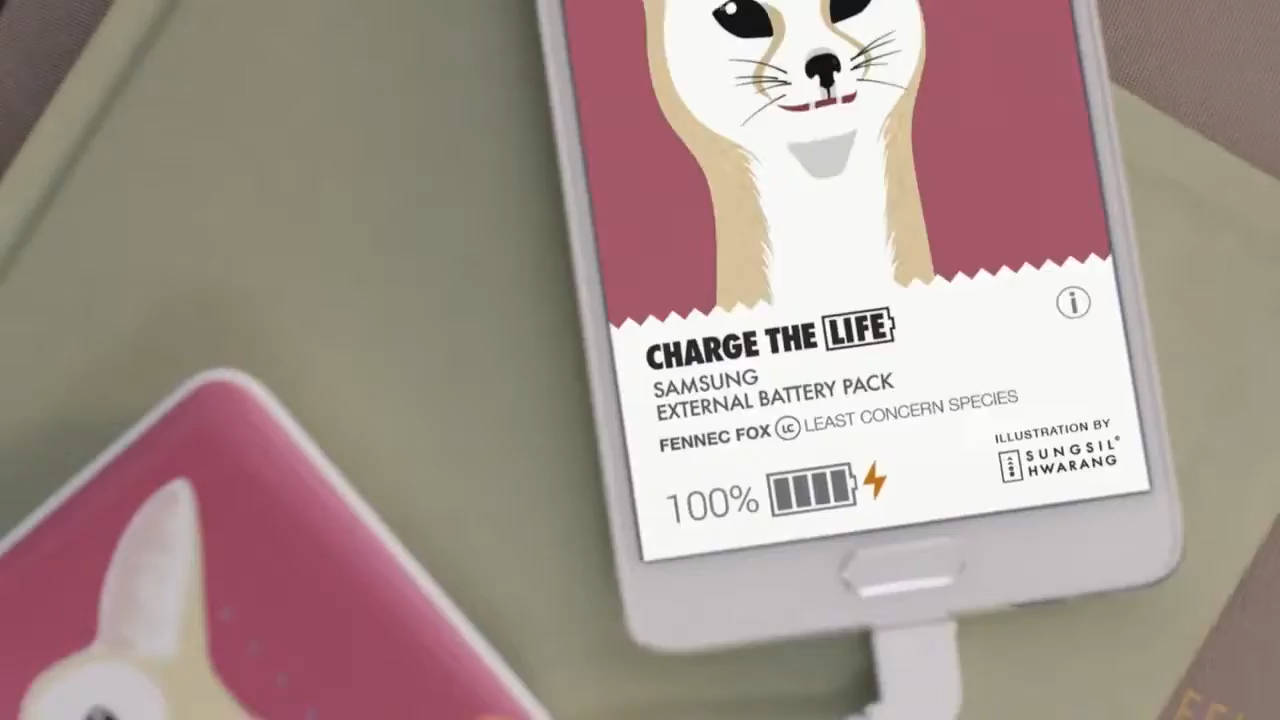 CHARGE THE LIFE
SAMSUNG
EXTERNAL BATTERY PACK
FENNEC FOX LC LEAST CONCERN SPECIES
ILLUSTRATION BY
SUNGSIL®
HWARANG
100%